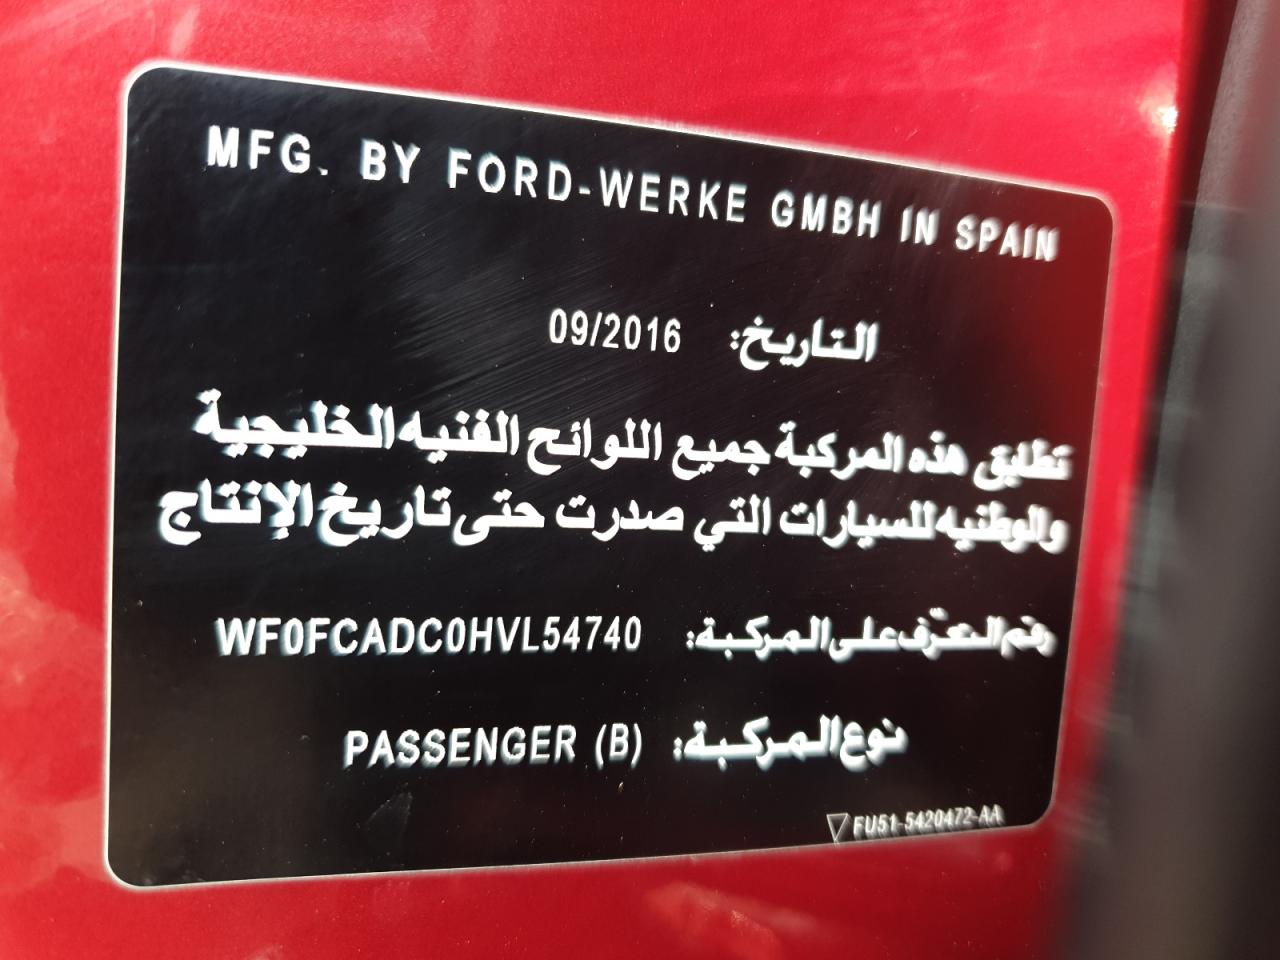 MFG. BY FORD-WERKE GMBH IN SPAIN
التاريخ: 09/2016
تطابق هذه المركبة جميع اللوائح الفنيه الخليجية
والوطنيه للسيارات التي صدرت حتى تاريخ الإنتاج
رقم التعرّف على المركبة: WF0FCADC0HVL54740
نوع المركبة: PASSENGER (B)
FU51-5420472-AA